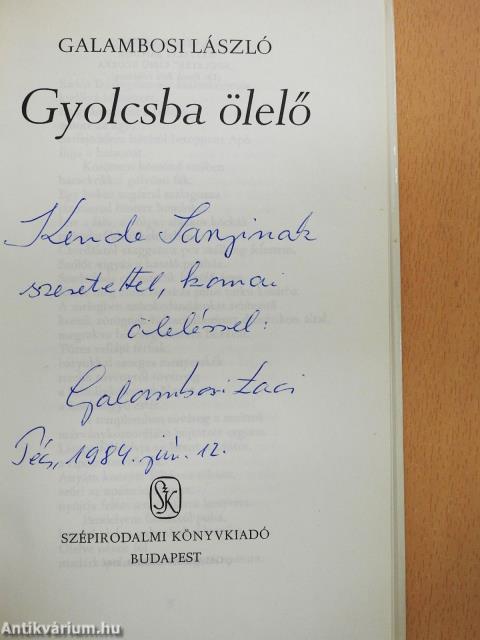 GALAMBOSI LÁSZLÓ
Gyolcsba ölelő
Kende Sanyinak
szeretettel, komai
öleléssel:
Galambosi Laci
Pécs, 1984. jún. 12.
SZK
SZÉPIRODALMI KÖNYVKIADÓ
BUDAPEST
Antikvárium.hu